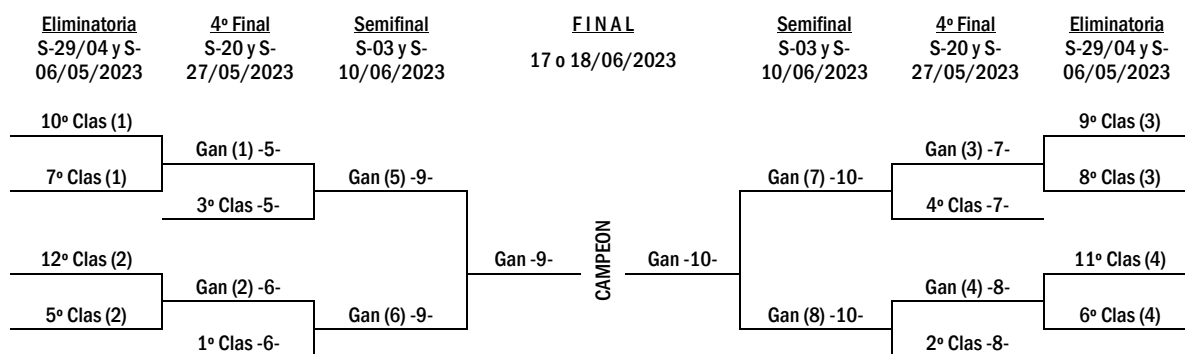 Eliminatoria
S-29/04 y S-
06/05/2023
4º Final
S-20 y S-
27/05/2023
Semifinal
S-03 y S-
10/06/2023
F I N A L
17 o 18/06/2023
Semifinal
S-03 y S-
10/06/2023
4º Final
S-20 y S-
27/05/2023
Eliminatoria
S-29/04 y S-
06/05/2023
10º Clas (1)
Gan (1) -5-
7º Clas (1)
Gan (5) -9-
3º Clas -5-
12º Clas (2)
Gan -9-
Gan (2) -6-
5º Clas (2)
Gan (6) -9-
1º Clas -6-
CAMPEON
9º Clas (3)
Gan (3) -7-
Gan (7) -10-
8º Clas (3)
4º Clas -7-
Gan -10-
11º Clas (4)
Gan (4) -8-
Gan (8) -10-
6º Clas (4)
2º Clas -8-